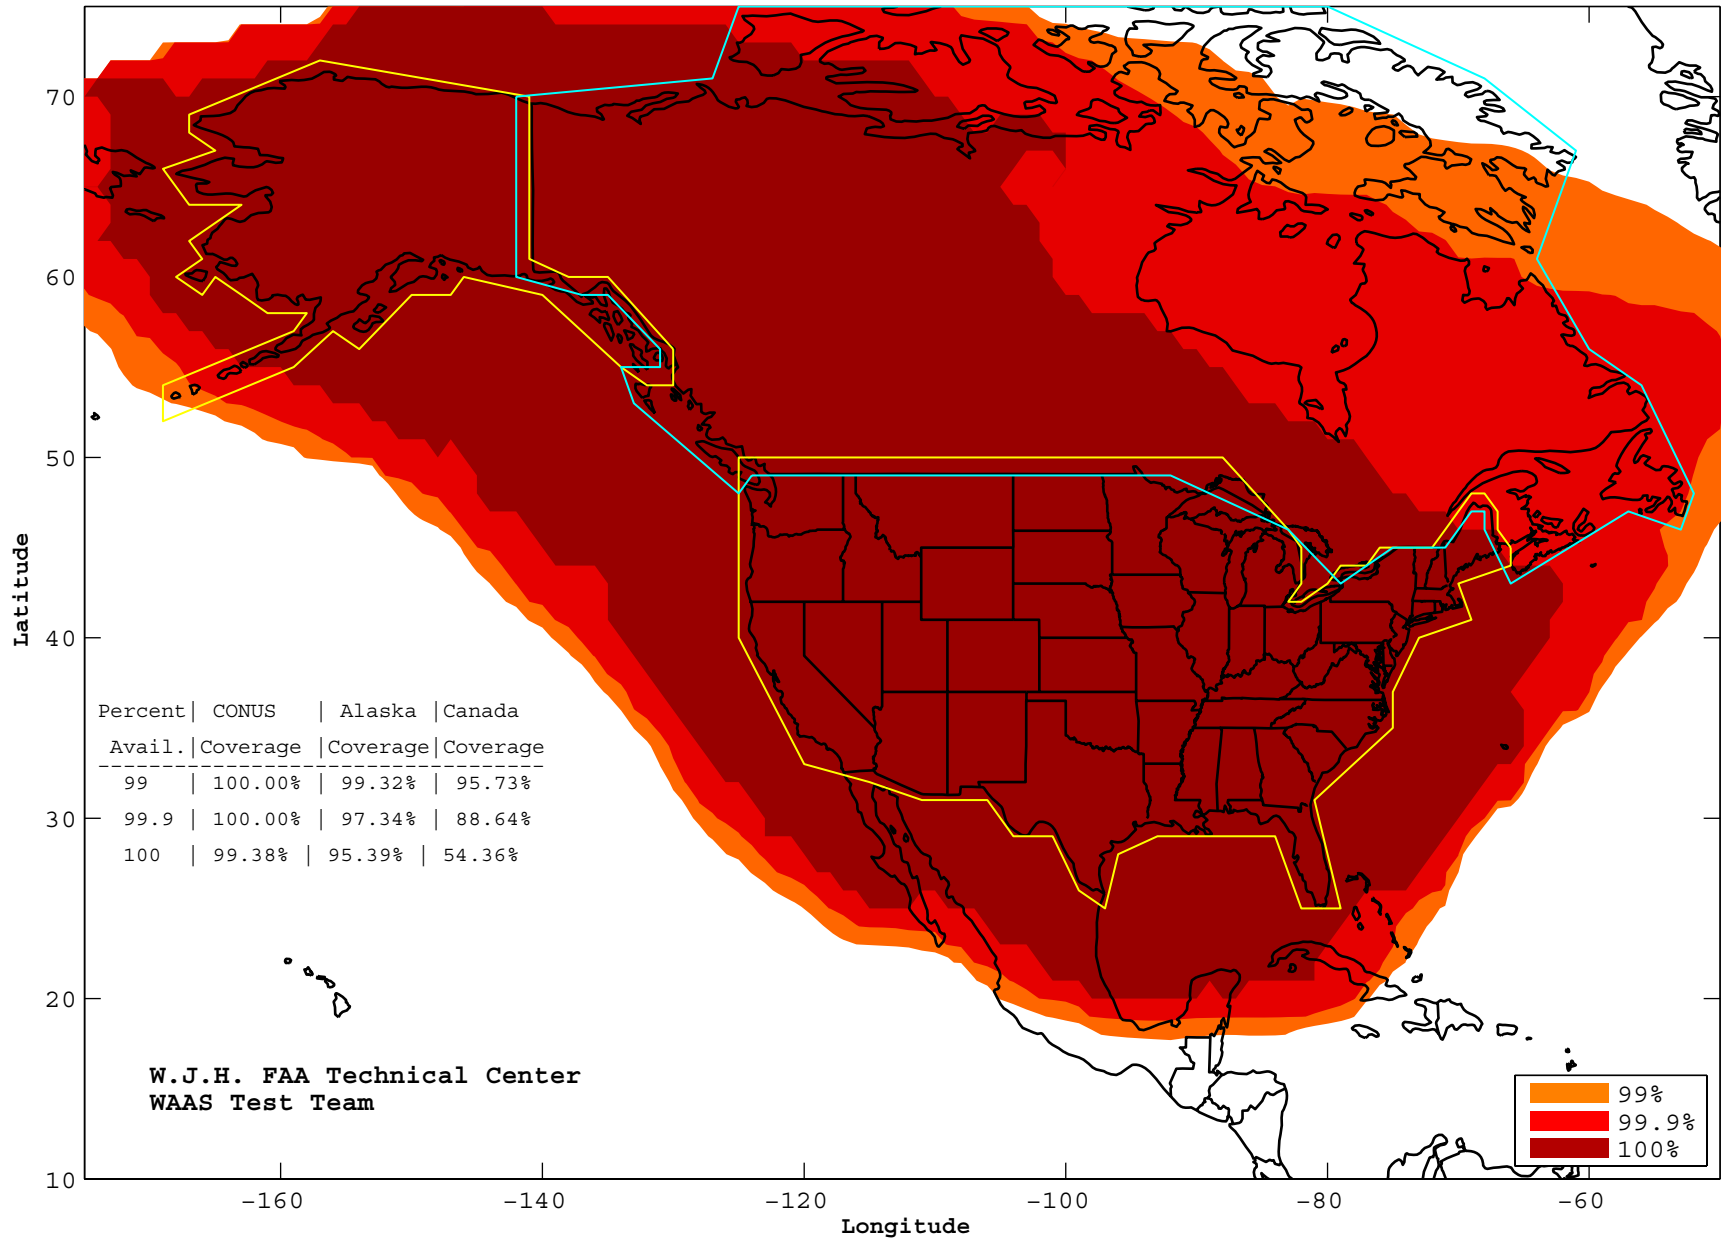 70
60
50
40
30
20
10
Latitude
Percent| CONUS | Alaska |Canada
Avail.|Coverage |Coverage|Coverage
---------------------------------------
99 | 100.00% | 99.32% | 95.73%
99.9 | 100.00% | 97.34% | 88.64%
100 | 99.38% | 95.39% | 54.36%
W.J.H. FAA Technical Center
WAAS Test Team
99%
99.9%
100%
-160 -140 -120 -100 -80 -60
Longitude